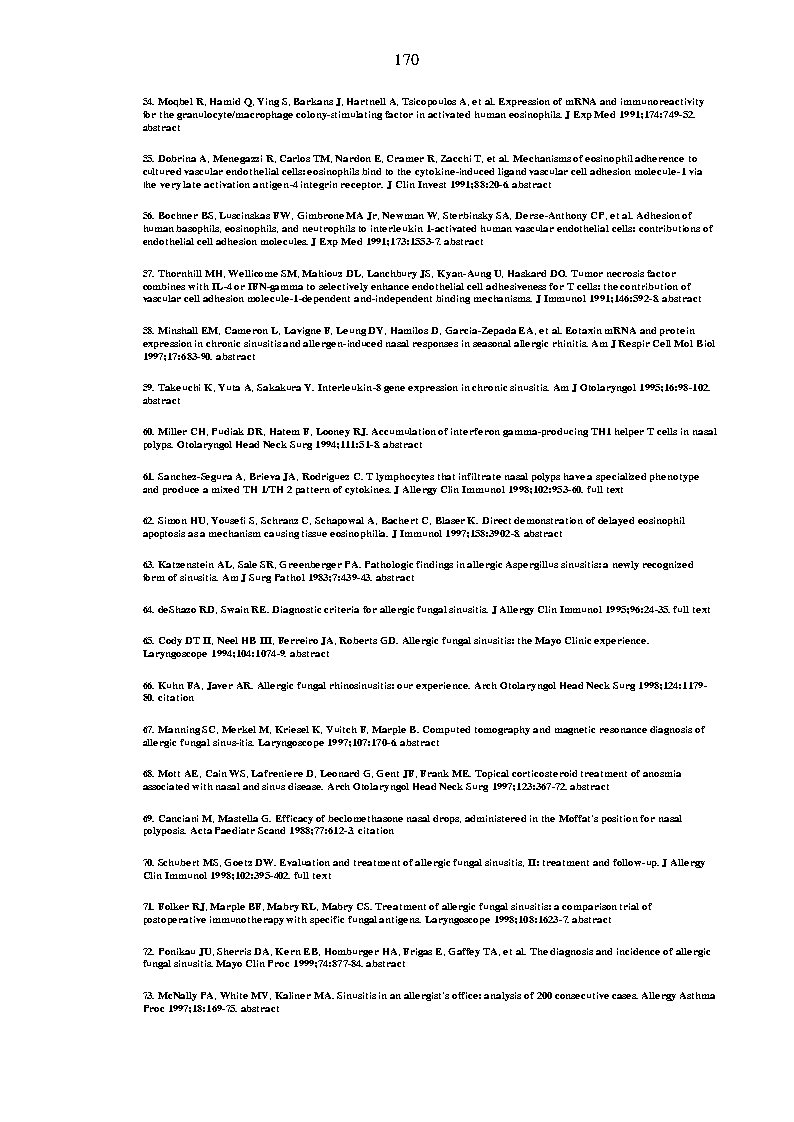 170
54. Moqbel R, Hamid Q, Ying S, Barkans J, Hartnell A, Tsicopoulos A, et al. Expression of mRNA and immunoreactivity
for the granulocyte/macrophage colony-stimulating factor in activated human eosinophils. J Exp Med 1991;174:749-52.
abstract
55. Dobrina A, Menegazzi R, Carlos TM, Nardon E, Cramer R, Zacchi T, et al. Mechanisms of eosinophil adherence to
cultured vascular endothelial cells: eosinophils bind to the cytokine-induced ligand vascular cell adhesion molecule-1 via
the very late activation antigen-4 integrin receptor. J Clin Invest 1991;88:20-6. abstract
56. Bochner BS, Luscinskas FW, Gimbrone MA Jr, Newman W, Sterbinsky SA, Derse-Anthony CP, et al. Adhesion of
human basophils, eosinophils, and neutrophils to interleukin 1-activated human vascular endothelial cells: contributions of
endothelial cell adhesion molecules. J Exp Med 1991;173:1553-7. abstract
57. Thornhill MH, Wellicome SM, Mahiouz DL, Lanchbury JS, Kyan-Aung U, Haskard DO. Tumor necrosis factor
combines with IL-4 or IFN-gamma to selectively enhance endothelial cell adhesiveness for T cells: the contribution of
vascular cell adhesion molecule-1-dependent and-independent binding mechanisms. J Immunol 1991;146:592-8. abstract
58. Minshall EM, Cameron L, Lavigne F, Leung DY, Hamilos D, Garcia-Zepada EA, et al. Eotaxin mRNA and protein
expression in chronic sinusitis and allergen-induced nasal responses in seasonal allergic rhinitis. Am J Respir Cell Mol Biol
1997;17:683-90. abstract
59. Takeuchi K, Yuta A, Sakakura Y. Interleukin-8 gene expression in chronic sinusitis. Am J Otolaryngol 1995;16:98-102.
abstract
60. Miller CH, Pudiak DR, Hatem F, Looney RJ. Accumulation of interferon gamma-producing TH1 helper T cells in nasal
polyps. Otolaryngol Head Neck Surg 1994;111:51-8. abstract
61. Sanchez-Segura A, Brieva JA, Rodriguez C. T lymphocytes that infiltrate nasal polyps have a specialized phenotype
and produce a mixed TH 1/TH 2 pattern of cytokines. J Allergy Clin Immunol 1998;102:953-60. full text
62. Simon HU, Yousefi S, Schranz C, Schapowal A, Bachert C, Blaser K. Direct demonstration of delayed eosinophil
apoptosis as a mechanism causing tissue eosinophilia. J Immunol 1997;158:3902-8. abstract
63. Katzenstein AL, Sale SR, Greenberger PA. Pathologic findings in allergic Aspergillus sinusitis: a newly recognized
form of sinusitis. Am J Surg Pathol 1983;7:439-43. abstract
64. deShazo RD, Swain RE. Diagnostic criteria for allergic fungal sinusitis. J Allergy Clin Immunol 1995;96:24-35. full text
65. Cody DT II, Neel HB III, Ferreiro JA, Roberts GD. Allergic fungal sinusitis: the Mayo Clinic experience.
Laryngoscope 1994;104:1074-9. abstract
66. Kuhn FA, Javer AR. Allergic fungal rhinosinusitis: our experience. Arch Otolaryngol Head Neck Surg 1998;124:1179-
80. citation
67. Manning SC, Merkel M, Kriesel K, Vuitch F, Marple B. Computed tomography and magnetic resonance diagnosis of
allergic fungal sinus-itis. Laryngoscope 1997;107:170-6. abstract
68. Mott AE, Cain WS, Lafreniere D, Leonard G, Gent JF, Frank ME. Topical corticosteroid treatment of anosmia
associated with nasal and sinus disease. Arch Otolaryngol Head Neck Surg 1997;123:367-72. abstract
69. Canciani M, Mastella G. Efficacy of beclomethasone nasal drops, administered in the Moffat's position for nasal
polyposis. Acta Paediatr Scand 1988;77:612-3. citation
70. Schubert MS, Goetz DW. Evaluation and treatment of allergic fungal sinusitis, II: treatment and follow-up. J Allergy
Clin Immunol 1998;102:395-402. full text
71. Folker RJ, Marple BF, Mabry RL, Mabry CS. Treatment of allergic fungal sinusitis: a comparison trial of
postoperative immunotherapy with specific fungal antigens. Laryngoscope 1998;108:1623-7. abstract
72. Ponikau JU, Sherris DA, Kern EB, Homburger HA, Frigas E, Gaffey TA, et al. The diagnosis and incidence of allergic
fungal sinusitis. Mayo Clin Proc 1999;74:877-84. abstract
73. McNally PA, White MV, Kaliner MA. Sinusitis in an allergist's office: analysis of 200 consecutive cases. Allergy Asthma
Proc 1997;18:169-75. abstract